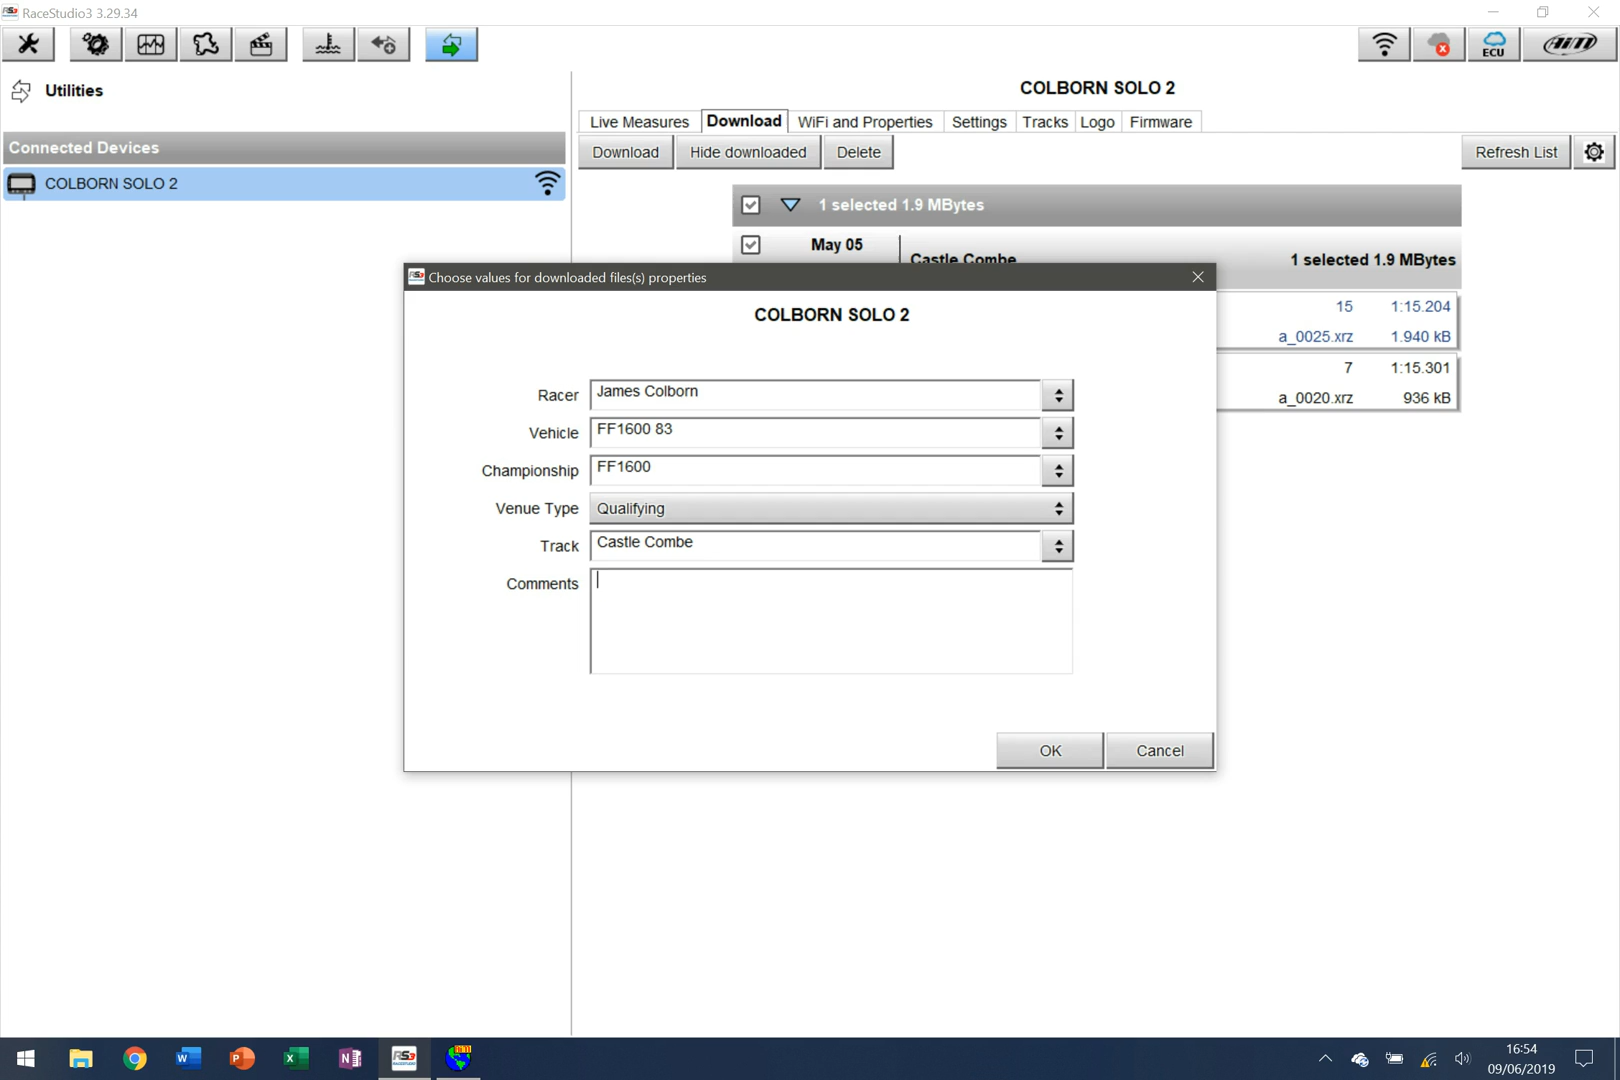 RaceStudio3 3.29.34
ECU
AiM
Utilities
COLBORN SOLO 2
Live Measures Download WiFi and Properties Settings Tracks Logo Firmware
Connected Devices
Download Hide downloaded Delete Refresh List
COLBORN SOLO 2
1 selected 1.9 MBytes
May 05
Castle Combe 1 selected 1.9 MBytes
RS3 Choose values for downloaded files(s) properties
15 1:15.204
a_0025.xrz 1.940 kB
7 1:15.301
a_0020.xrz 936 kB
COLBORN SOLO 2
Racer James Colborn
Vehicle FF1600 83
Championship FF1600
Venue Type Qualifying
Track Castle Combe
Comments
OK Cancel
RS3
16:54
09/06/2019